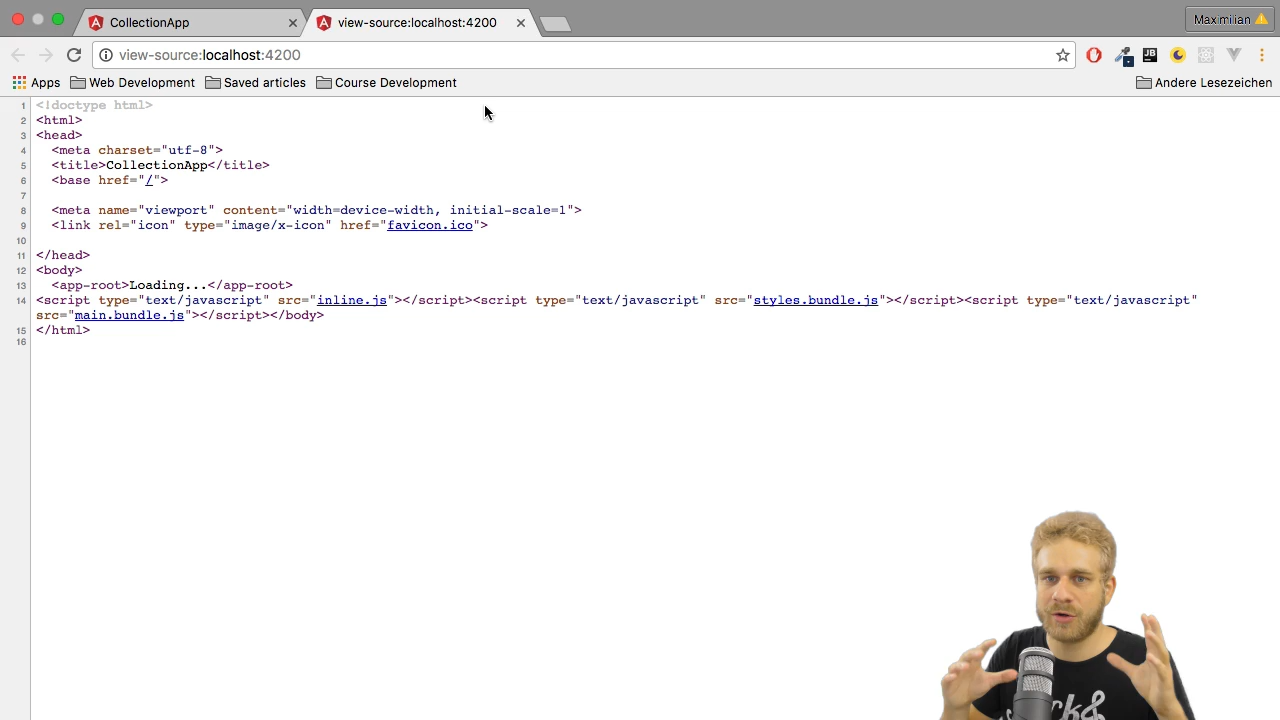 CollectionApp
view-source:localhost:4200
Maximilian
view-source:localhost:4200
JB
Apps
Web Development
Saved articles
Course Development
Andere Lesezeichen
1 <!doctype html>
2 <html>
3 <head>
4 <meta charset="utf-8">
5 <title>CollectionApp</title>
6 <base href="/">
7
8 <meta name="viewport" content="width=device-width, initial-scale=1">
9 <link rel="icon" type="image/x-icon" href="favicon.ico">
10
11 </head>
12 <body>
13 <app-root>Loading...</app-root>
14 <script type="text/javascript" src="inline.js"></script><script type="text/javascript" src="styles.bundle.js"></script><script type="text/javascript"
src="main.bundle.js"></script></body>
15 </html>
16